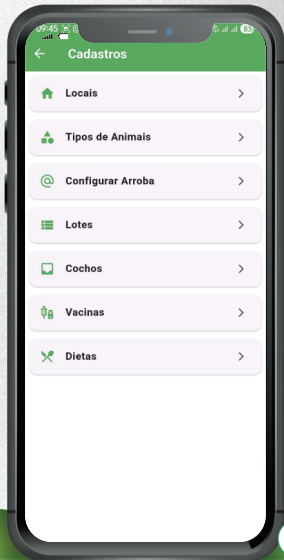 09:45
83
Cadastros
Locais
Tipos de Animais
Configurar Arroba
Lotes
Cochos
Vacinas
Dietas